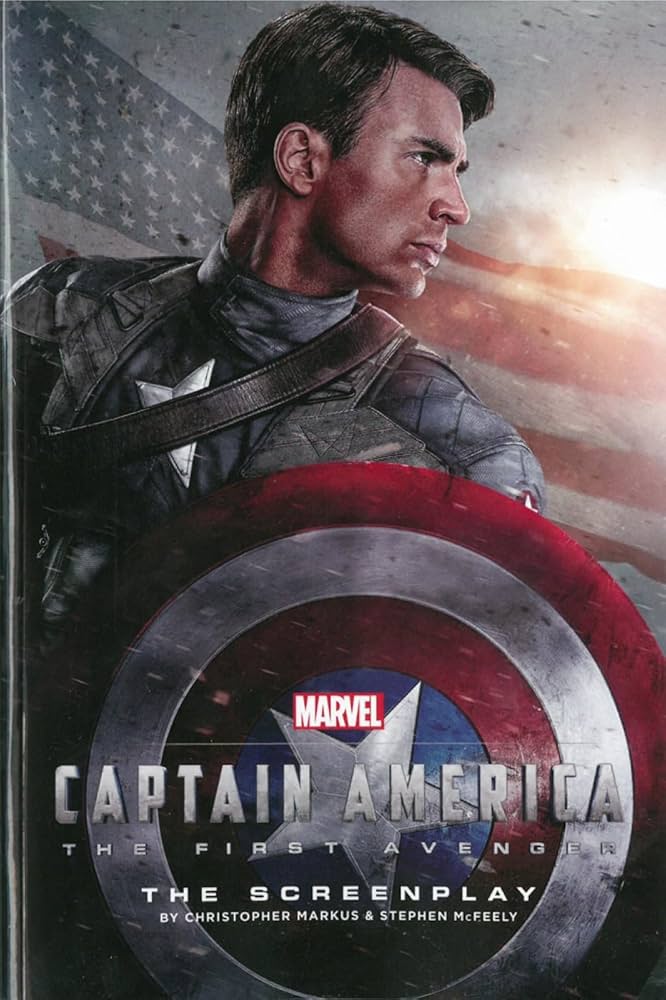 MARVEL
CAPTAIN AMERICA
THE FIRST AVENGER
THE SCREENPLAY
BY CHRISTOPHER MARKUS & STEPHEN McFEELY